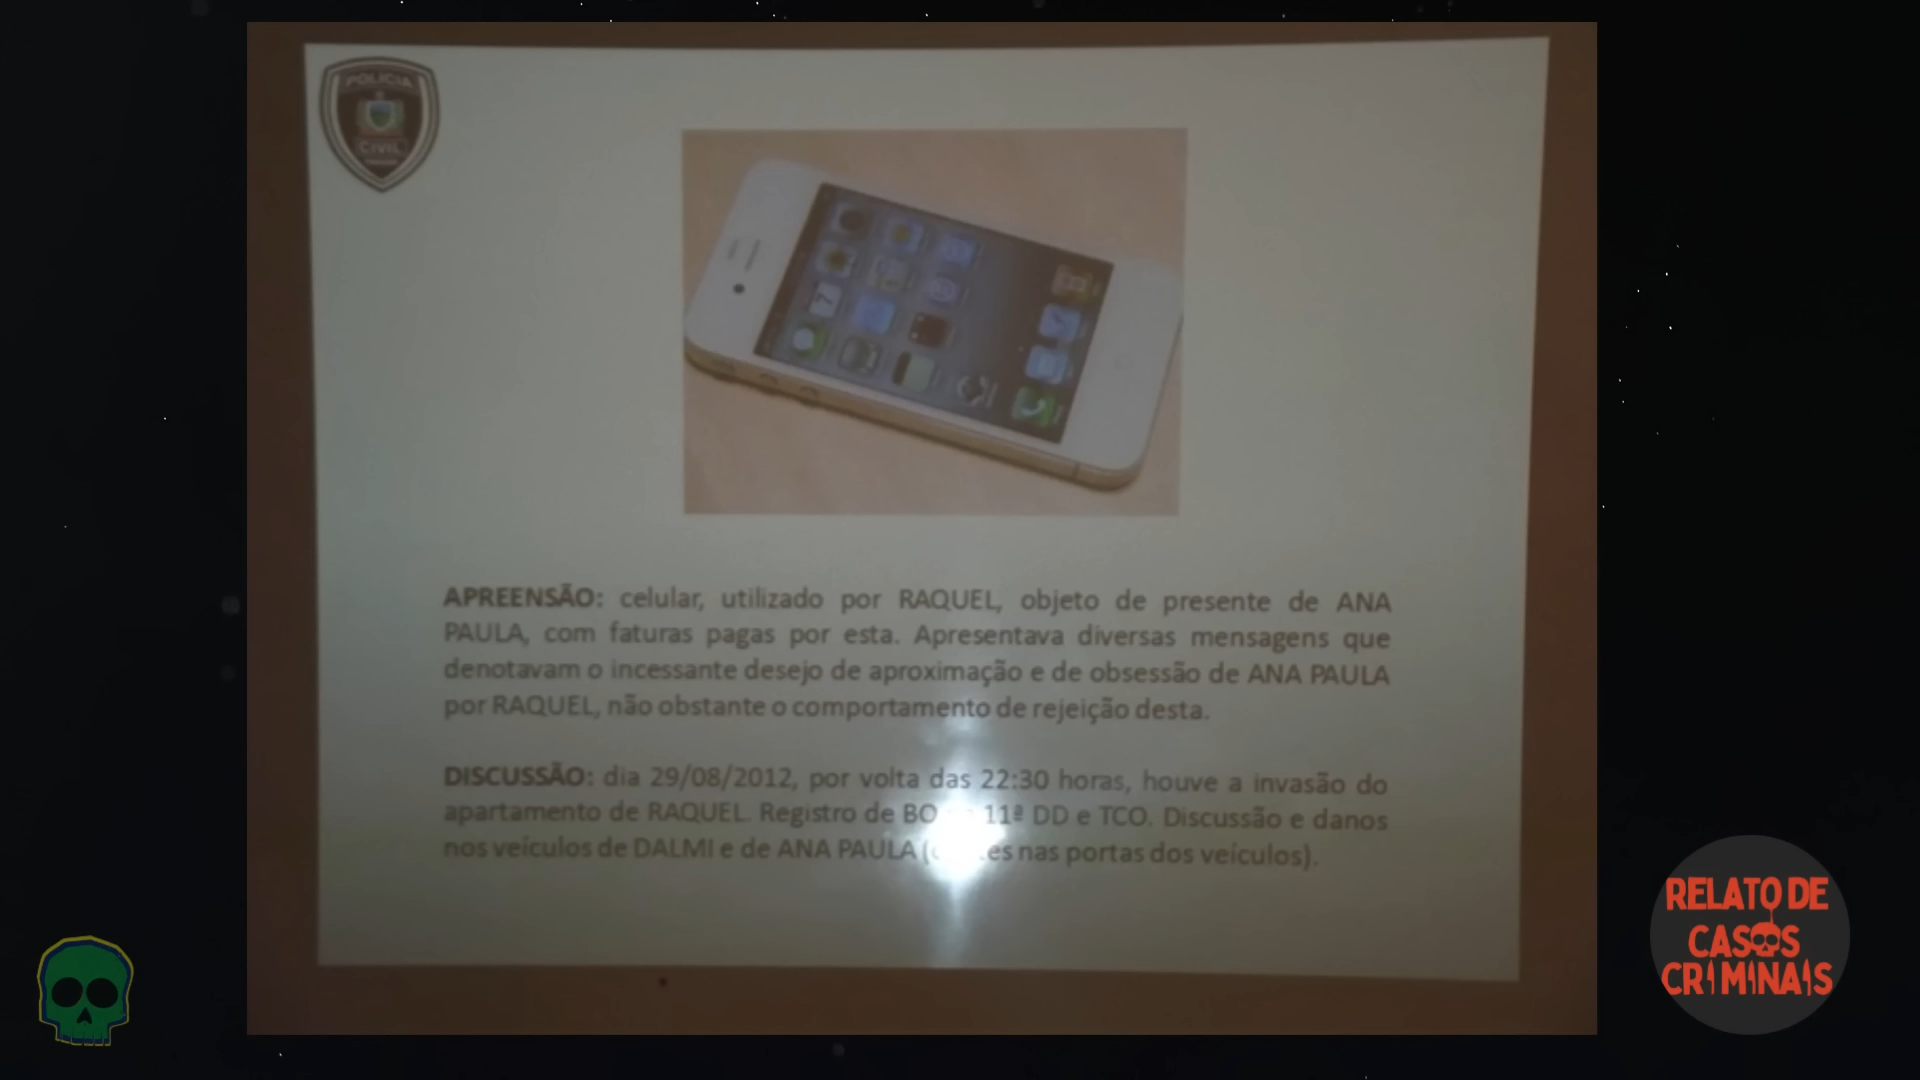 POLICIA
CIVIL
APREENSÃO: celular, utilizado por RAQUEL, objeto de presente de ANA
PAULA, com faturas pagas por esta. Apresentava diversas mensagens que
denotavam o incessante desejo de aproximação e de obsessão de ANA PAULA
por RAQUEL, não obstante o comportamento de rejeição desta.
DISCUSSÃO: dia 29/08/2012, por volta das 22:30 horas, houve a invasão do
apartamento de RAQUEL. Registro de BO 11ª DD e TCO. Discussão e danos
nos veículos de DALMI e de ANA PAULA ( nas portas dos veículos).
RELATO DE
CASOS
CRIMINAIS